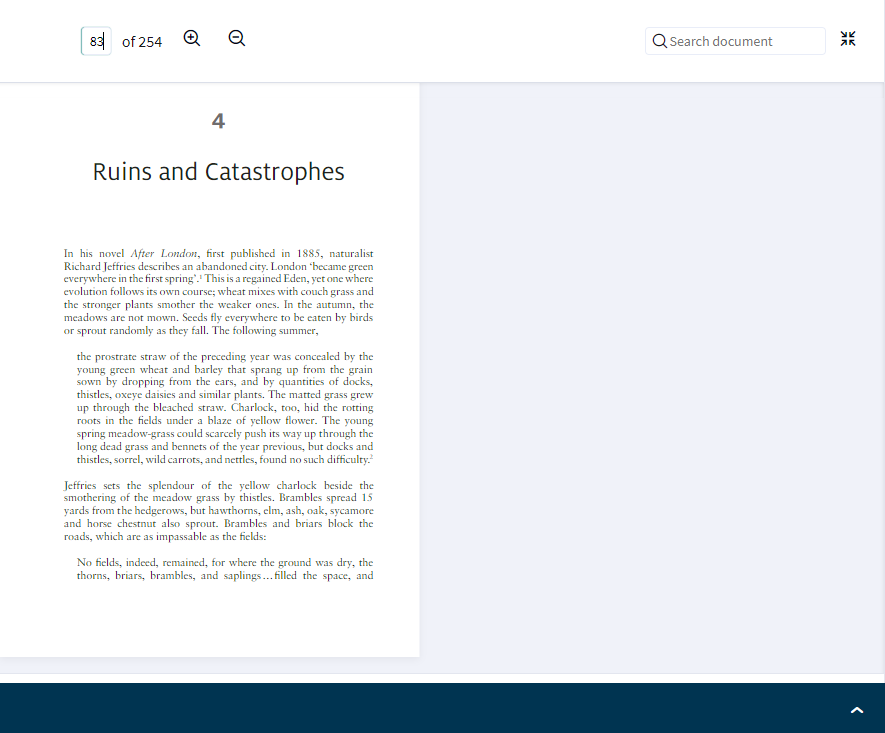 83 of 254 Search document
4
Ruins and Catastrophes
In his novel After London, first published in 1885, naturalist
Richard Jeffries describes an abandoned city. London ‘became green
everywhere in the first spring’.¹ This is a regained Eden, yet one where
evolution follows its own course; wheat mixes with couch grass and
the stronger plants smother the weaker ones. In the autumn, the
meadows are not mown. Seeds fly everywhere to be eaten by birds
or sprout randomly as they fall. The following summer,
the prostrate straw of the preceding year was concealed by the
young green wheat and barley that sprang up from the grain
sown by dropping from the ears, and by quantities of docks,
thistles, oxeye daisies and similar plants. The matted grass grew
up through the bleached straw. Charlock, too, hid the rotting
roots in the fields under a blaze of yellow flower. The young
spring meadow-grass could scarcely push its way up through the
long dead grass and bennets of the year previous, but docks and
thistles, sorrel, wild carrots, and nettles, found no such difficulty.²
Jeffries sets the splendour of the yellow charlock beside the
smothering of the meadow grass by thistles. Brambles spread 15
yards from the hedgerows, but hawthorns, elm, ash, oak, sycamore
and horse chestnut also sprout. Brambles and briars block the
roads, which are as impassable as the fields:
No fields, indeed, remained, for where the ground was dry, the
thorns, briars, brambles, and saplings…filled the space, and